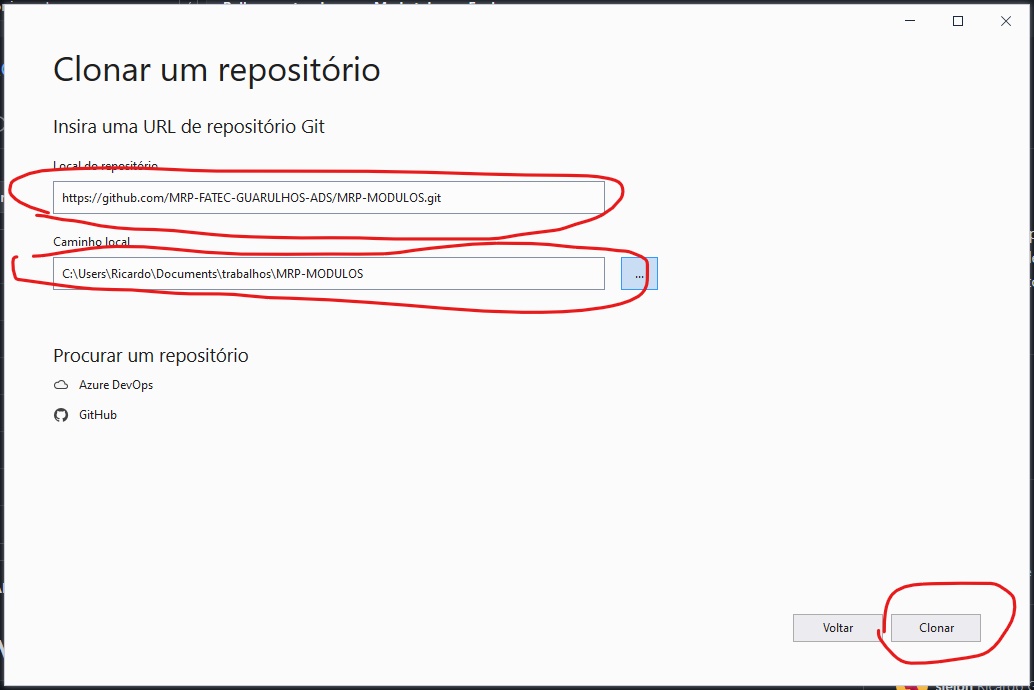 Clonar um repositório
Insira uma URL de repositório Git
Local do repositório
https://github.com/MRP-FATEC-GUARULHOS-ADS/MRP-MODULOS.git
Caminho local
C:\Users\Ricardo\Documents\trabalhos\MRP-MODULOS
...
Procurar um repositório
Azure DevOps
GitHub
Voltar
Clonar